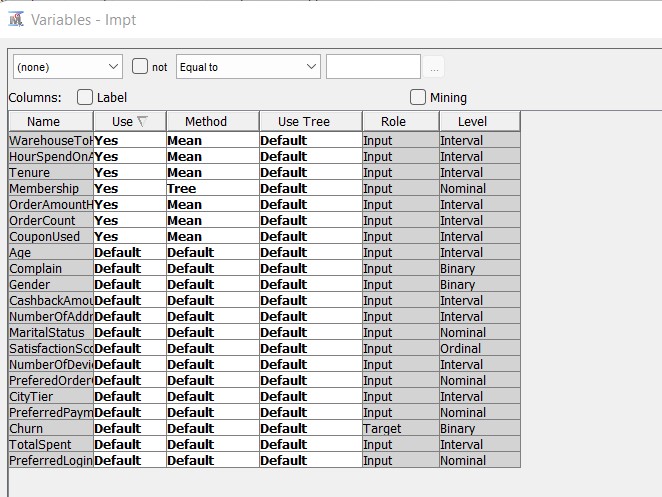 Variables - Impt
(none) not Equal to ...
Columns: Label Mining
Name Use Method Use Tree Role Level
WarehouseToH Yes Mean Default Input Interval
HourSpendOnA Yes Mean Default Input Interval
Tenure Yes Mean Default Input Interval
Membership Yes Tree Default Input Nominal
OrderAmountH Yes Mean Default Input Interval
OrderCount Yes Mean Default Input Interval
CouponUsed Yes Mean Default Input Interval
Age Default Default Default Input Interval
Complain Default Default Default Input Binary
Gender Default Default Default Input Binary
CashbackAmou Default Default Default Input Interval
NumberOfAddr Default Default Default Input Interval
MaritalStatus Default Default Default Input Nominal
SatisfactionSco Default Default Default Input Ordinal
NumberOfDevi Default Default Default Input Interval
PreferedOrder Default Default Default Input Nominal
CityTier Default Default Default Input Interval
PreferredPaym Default Default Default Input Nominal
Churn Default Default Default Target Binary
TotalSpent Default Default Default Input Interval
PreferredLogin Default Default Default Input Nominal